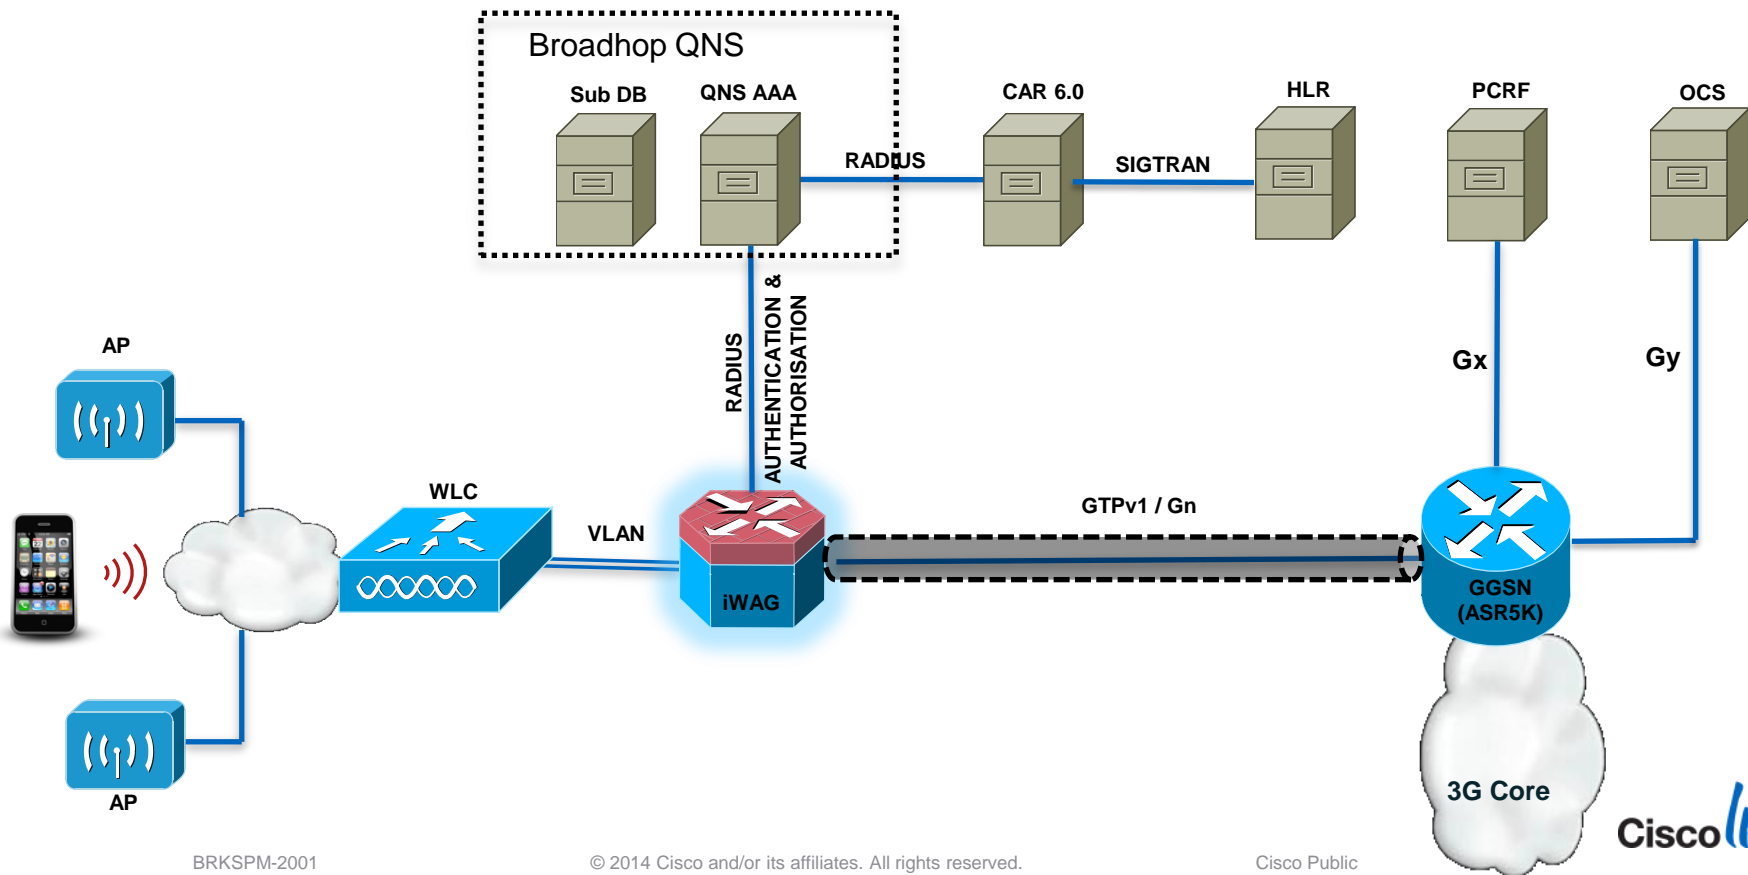 Broadhop QNS
Sub DB
QNS AAA
CAR 6.0
HLR
PCRF
OCS
RADIUS
SIGTRAN
RADIUS
AUTHENTICATION &
AUTHORISATION
Gx
Gy
AP
WLC
VLAN
iWAG
GTPv1 / Gn
GGSN
(ASR5K)
AP
3G Core
Cisco
BRKSPM-2001
© 2014 Cisco and/or its affiliates. All rights reserved.
Cisco Public